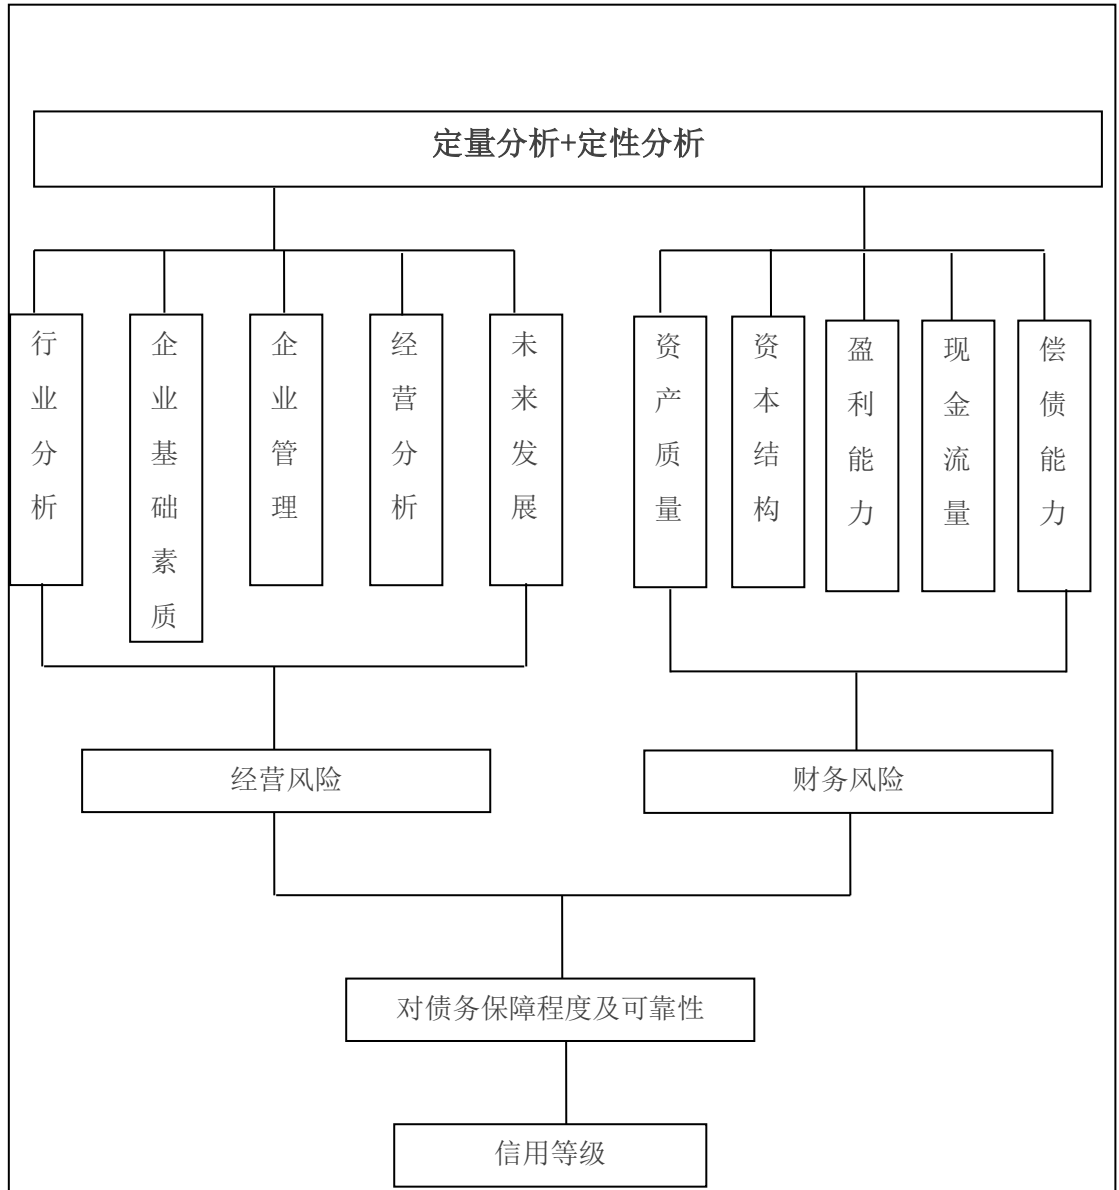 定量分析+定性分析
行业分析
企业基础素质
企业管理
经营分析
未来发展
资产质量
资本结构
盈利能力
现金流量
偿债能力
经营风险
财务风险
对债务保障程度及可靠性
信用等级